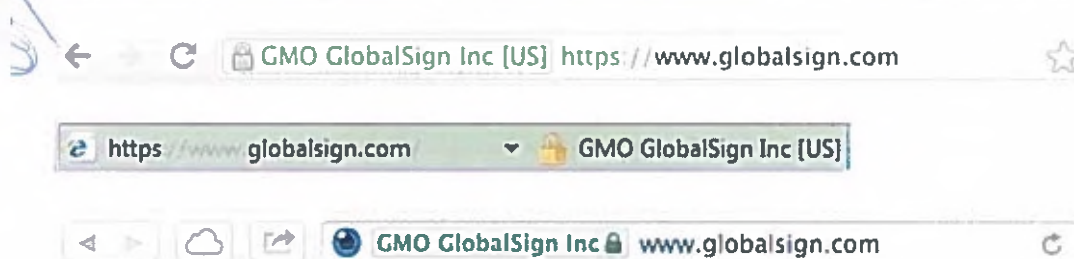 GMO GlobalSign Inc [US] https://www.globalsign.com
https://www.globalsign.com/ GMO GlobalSign Inc [US]
GMO GlobalSign Inc www.globalsign.com